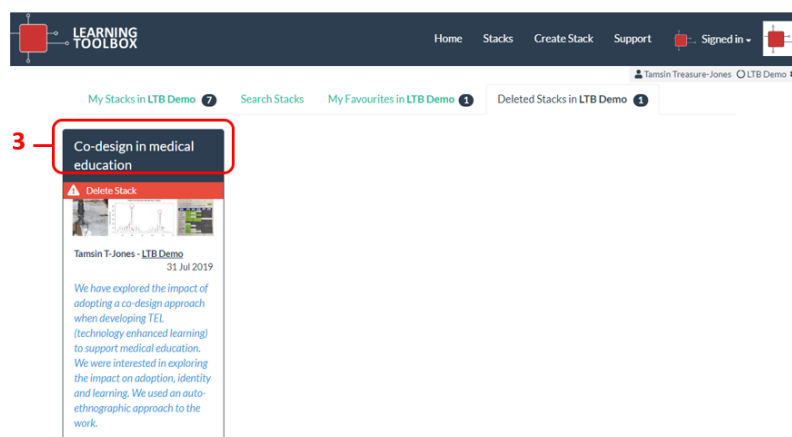 LEARNING
TOOLBOX
Home Stacks Create Stack Support Signed in
Tamsin Treasure-Jones LTB Demo
My Stacks in LTB Demo 7 Search Stacks My Favourites in LTB Demo 1 Deleted Stacks in LTB Demo 1
3
Co-design in medical
education
Delete Stack
Tamsin T-Jones - LTB Demo
31 Jul 2019
We have explored the impact of
adopting a co-design approach
when developing TEL
(technology enhanced learning)
to support medical education.
We were interested in exploring
the impact on adoption, identity
and learning. We used an auto-
ethnographic approach to the
work.